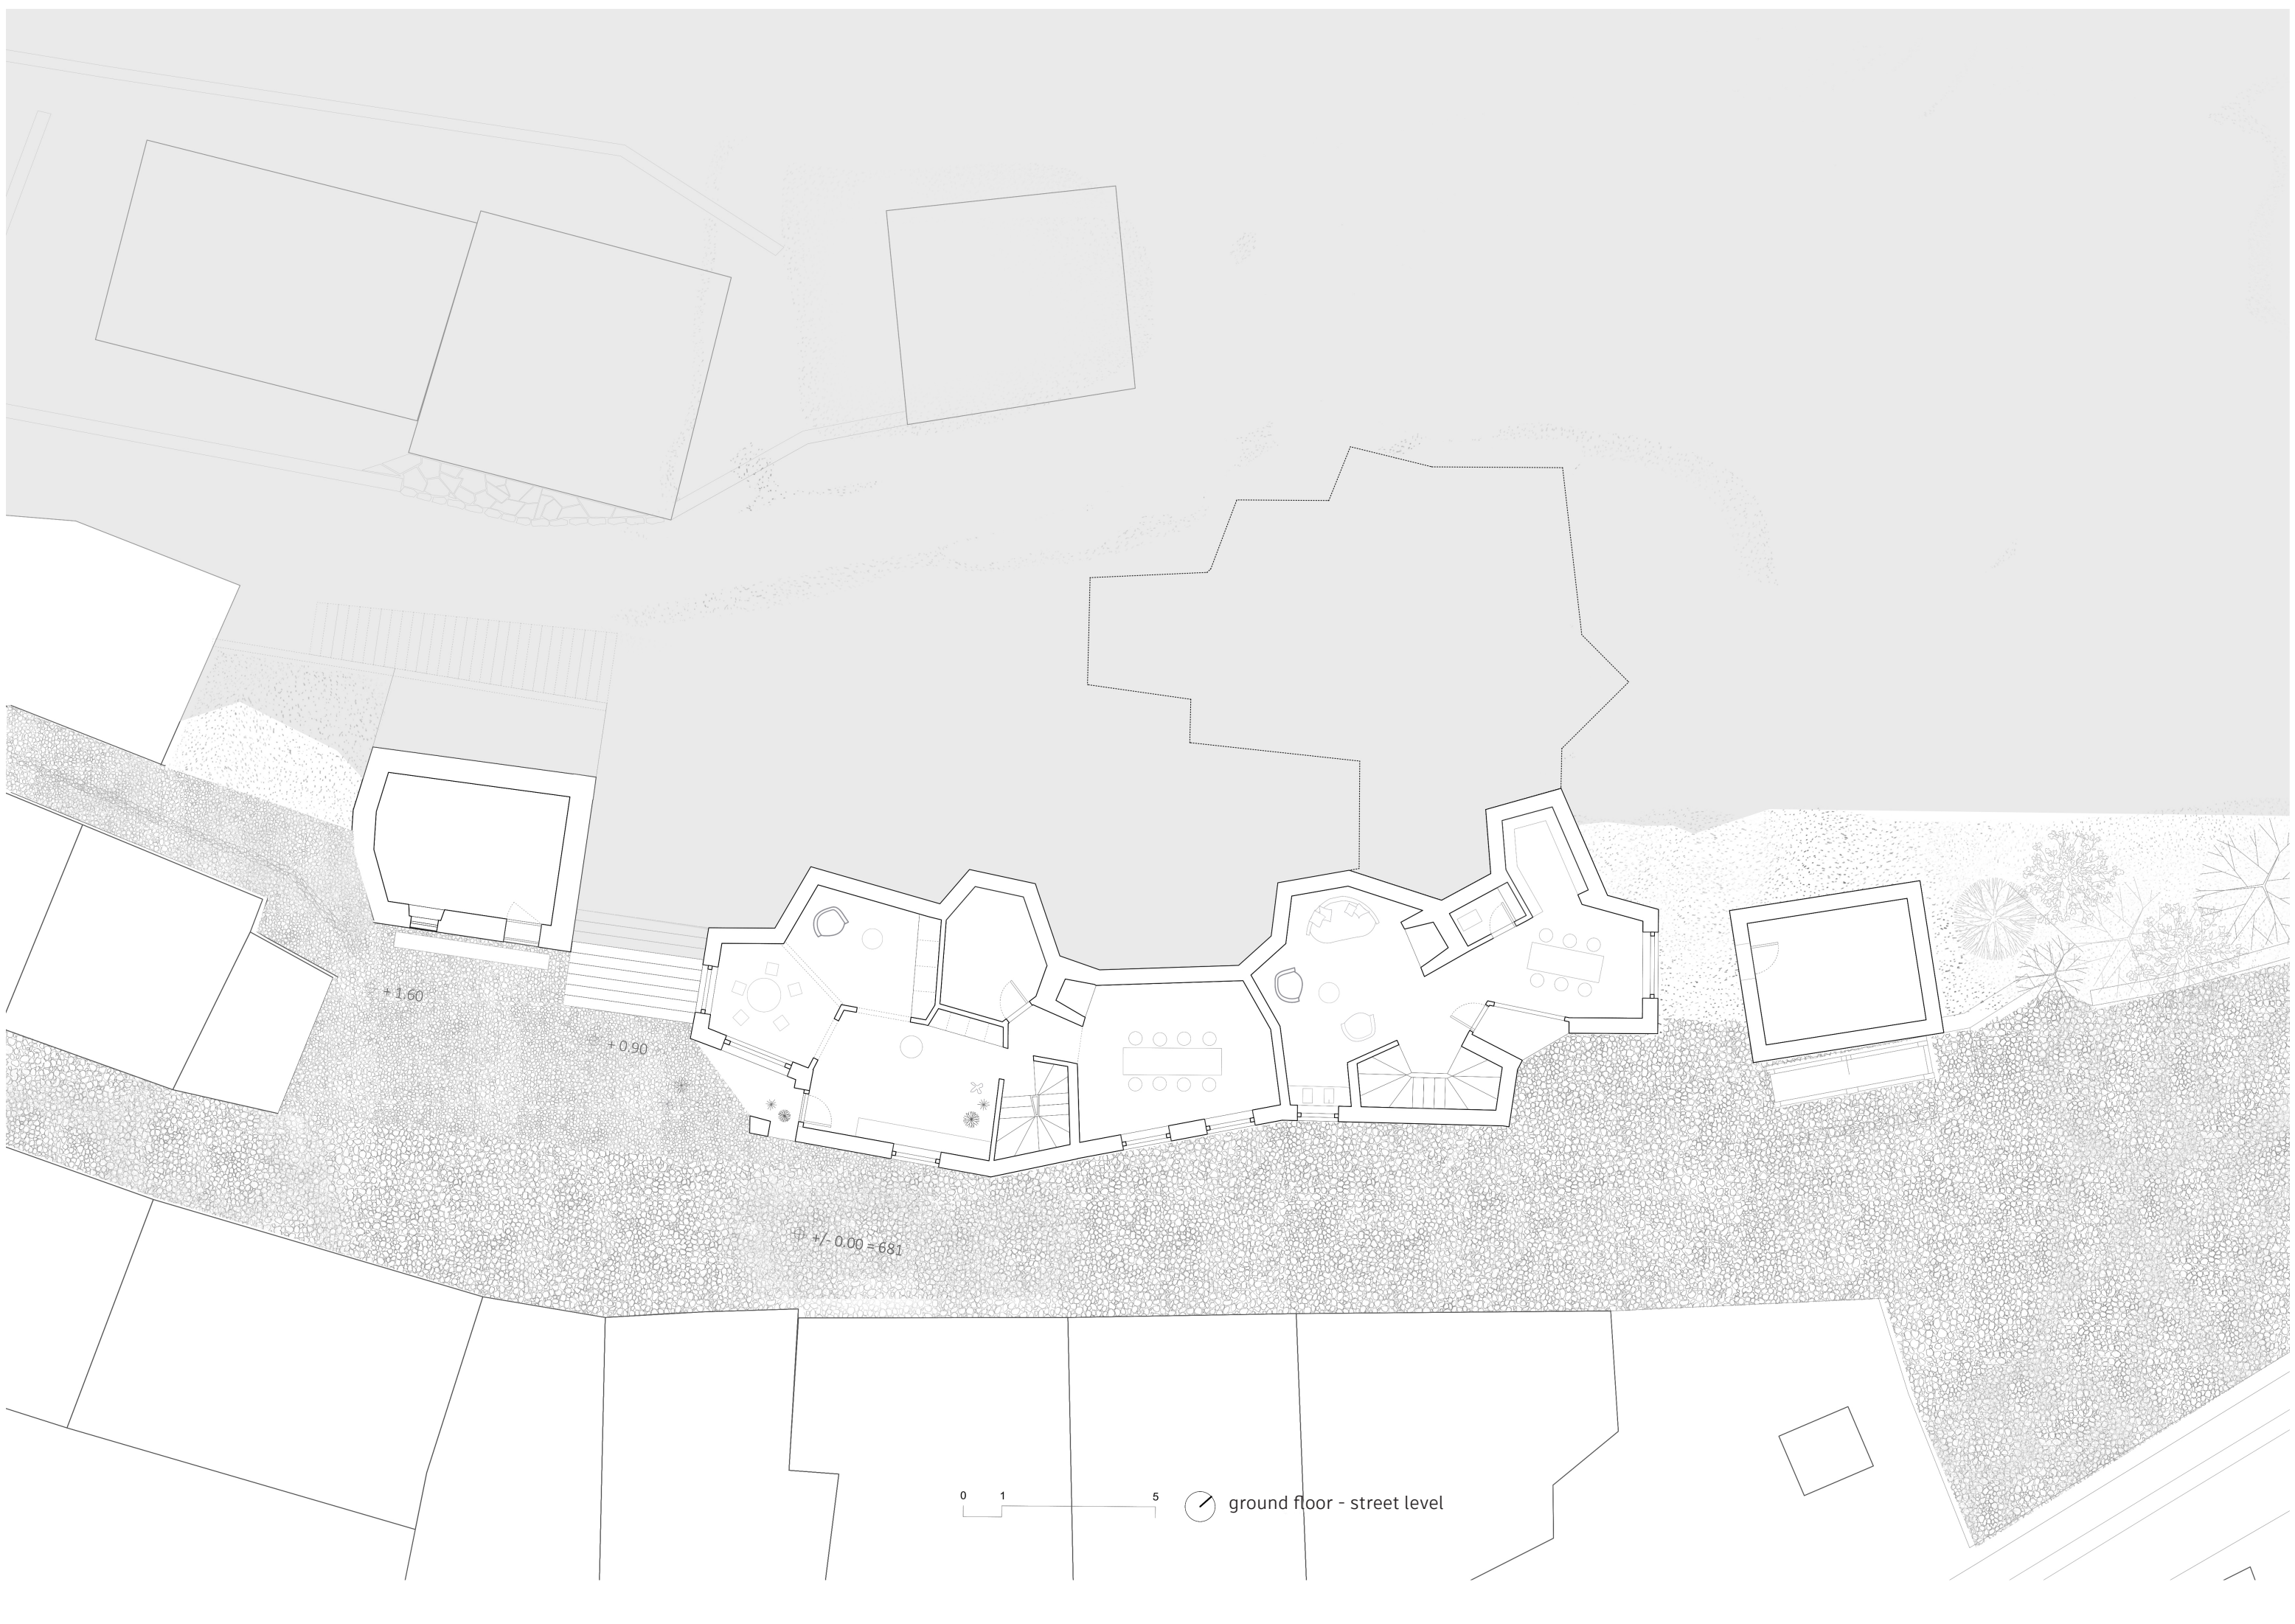 + 1.60
+ 0.90
+/- 0.00 = 681
0 1 5
ground floor - street level